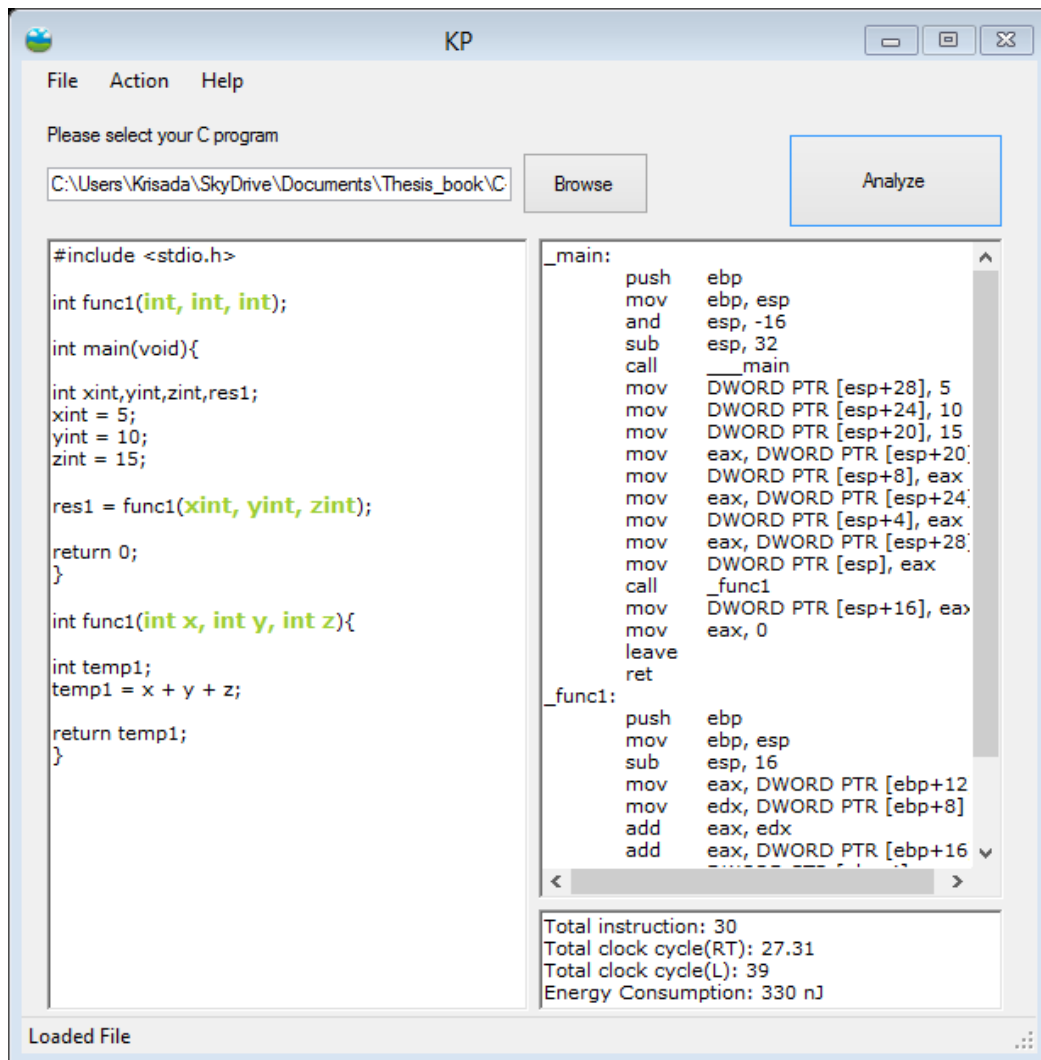 KP
File Action Help
Please select your C program
C:\Users\Krisada\SkyDrive\Documents\Thesis_book\C
Browse
Analyze
#include <stdio.h>
int func1(int, int, int);
int main(void){
int xint,yint,zint,res1;
xint = 5;
yint = 10;
zint = 15;
res1 = func1(xint, yint, zint);
return 0;
}
int func1(int x, int y, int z){
int temp1;
temp1 = x + y + z;
return temp1;
}
_main:
push ebp
mov ebp, esp
and esp, -16
sub esp, 32
call ___main
mov DWORD PTR [esp+28], 5
mov DWORD PTR [esp+24], 10
mov DWORD PTR [esp+20], 15
mov eax, DWORD PTR [esp+20]
mov DWORD PTR [esp+8], eax
mov eax, DWORD PTR [esp+24]
mov DWORD PTR [esp+4], eax
mov eax, DWORD PTR [esp+28]
mov DWORD PTR [esp], eax
call _func1
mov DWORD PTR [esp+16], eax
mov eax, 0
leave
ret
_func1:
push ebp
mov ebp, esp
sub esp, 16
mov eax, DWORD PTR [ebp+12
mov edx, DWORD PTR [ebp+8]
add eax, edx
add eax, DWORD PTR [ebp+16
Total instruction: 30
Total clock cycle(RT): 27.31
Total clock cycle(L): 39
Energy Consumption: 330 nJ
Loaded File